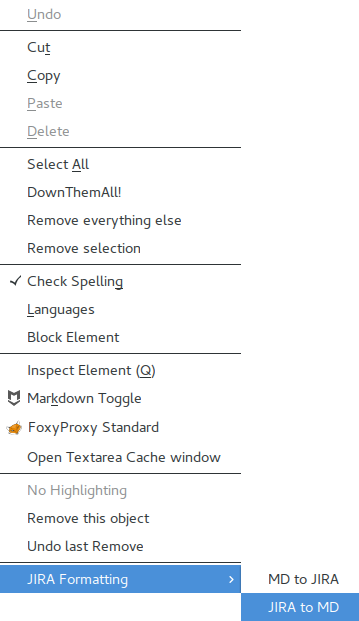 Undo
Cut
Copy
Paste
Delete
Select All
DownThemAll!
Remove everything else
Remove selection
Check Spelling
Languages
Block Element
Inspect Element (Q)
Markdown Toggle
FoxyProxy Standard
Open Textarea Cache window
No Highlighting
Remove this object
Undo last Remove
JIRA Formatting
MD to JIRA
JIRA to MD